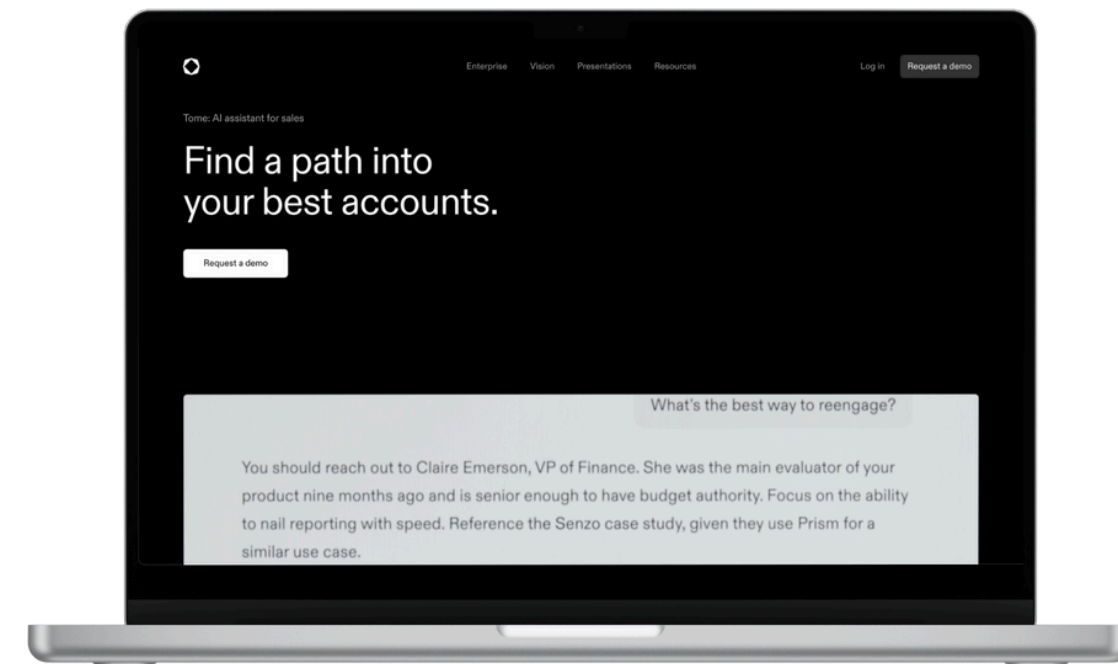 Enterprise Vision Presentations Resources Log in Request a demo
Tome: AI assistant for sales
Find a path into
your best accounts.
Request a demo
What's the best way to reengage?
You should reach out to Claire Emerson, VP of Finance. She was the main evaluator of your
product nine months ago and is senior enough to have budget authority. Focus on the ability
to nail reporting with speed. Reference the Senzo case study, given they use Prism for a
similar use case.